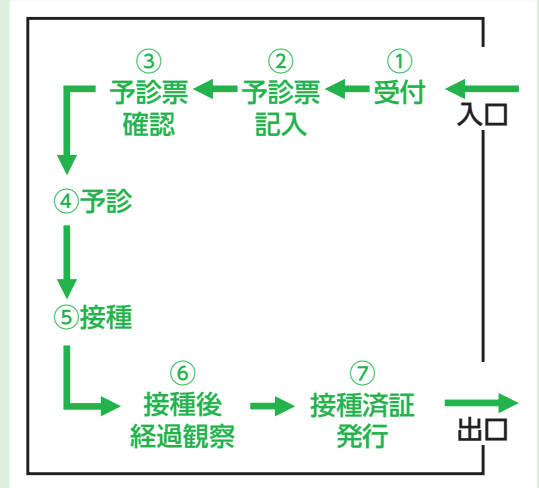 入口
①
受付
②
予診票
記入
③
予診票
確認
④予診
⑤接種
⑥
接種後
経過観察
⑦
接種済証
発行
出口